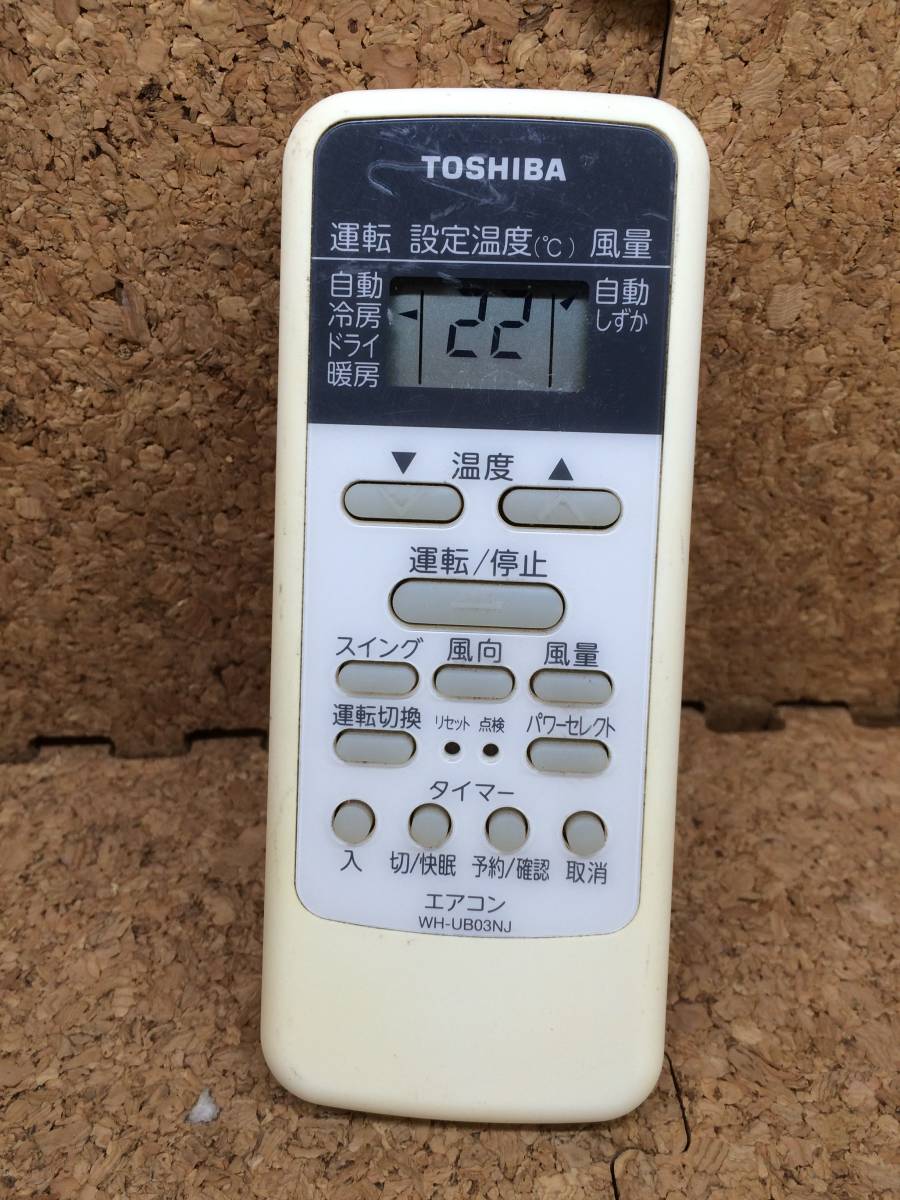 TOSHIBA
運転 設定温度(℃) 風量
自動 自動
冷房 しずか
ドライ
暖房
22
▼ 温度 ▲
運転/停止
スイング 風向 風量
運転切換 リセット 点検 パワーセレクト
タイマー
入 切/快眠 予約/確認 取消
エアコン
WH-UB03NJ